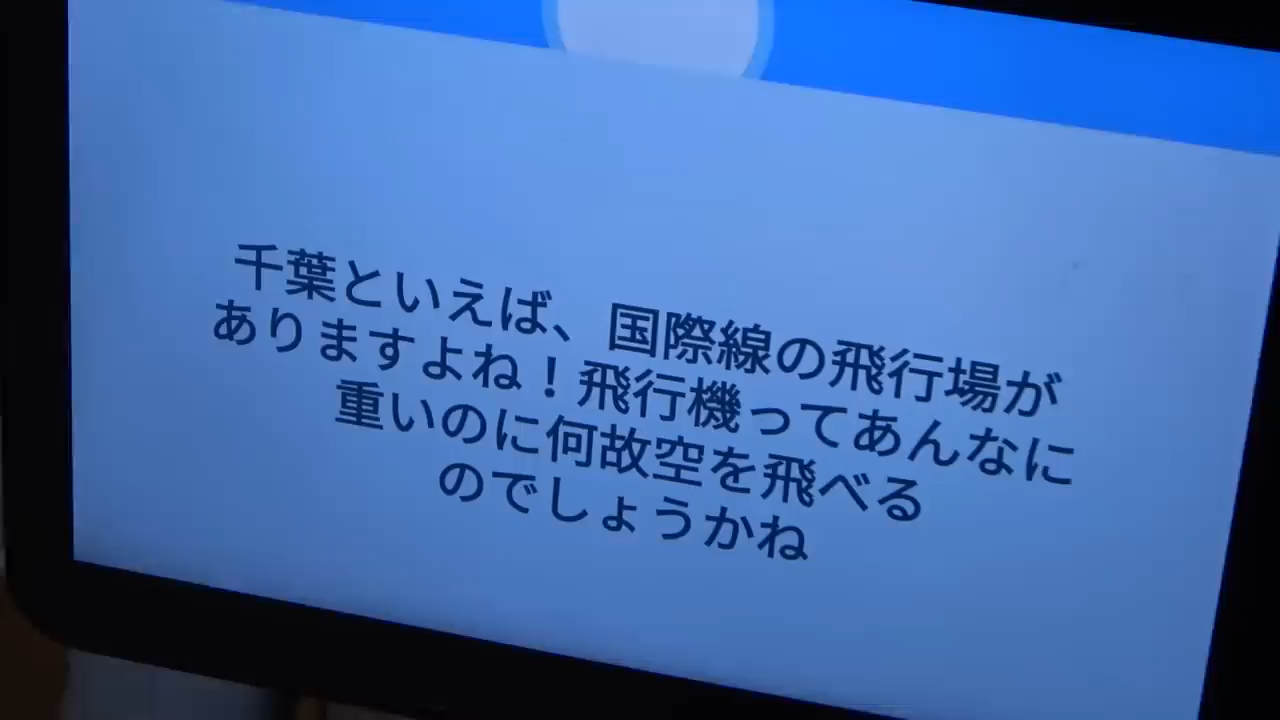 千葉といえば、国際線の飛行場が
ありますよね！飛行機ってあんなに
重いのに何故空を飛べる
のでしょうかね